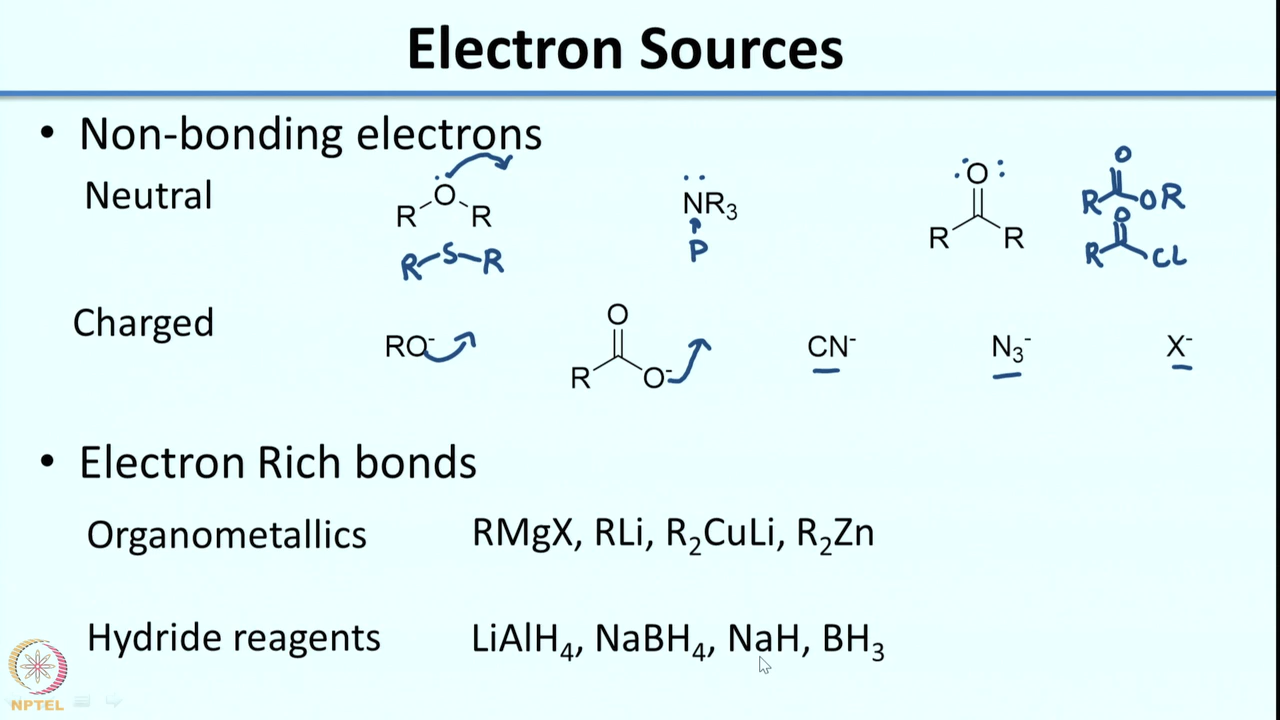 Electron Sources
• Non-bonding electrons
Neutral
R O R
R S R
NR₃
P
O R R
O R OR
O R CL
Charged
RO⁻
O R O⁻
CN⁻
N₃⁻
X⁻
• Electron Rich bonds
Organometallics RMgX, RLi, R₂CuLi, R₂Zn
Hydride reagents LiAlH₄, NaBH₄, NaH, BH₃
NPTEL